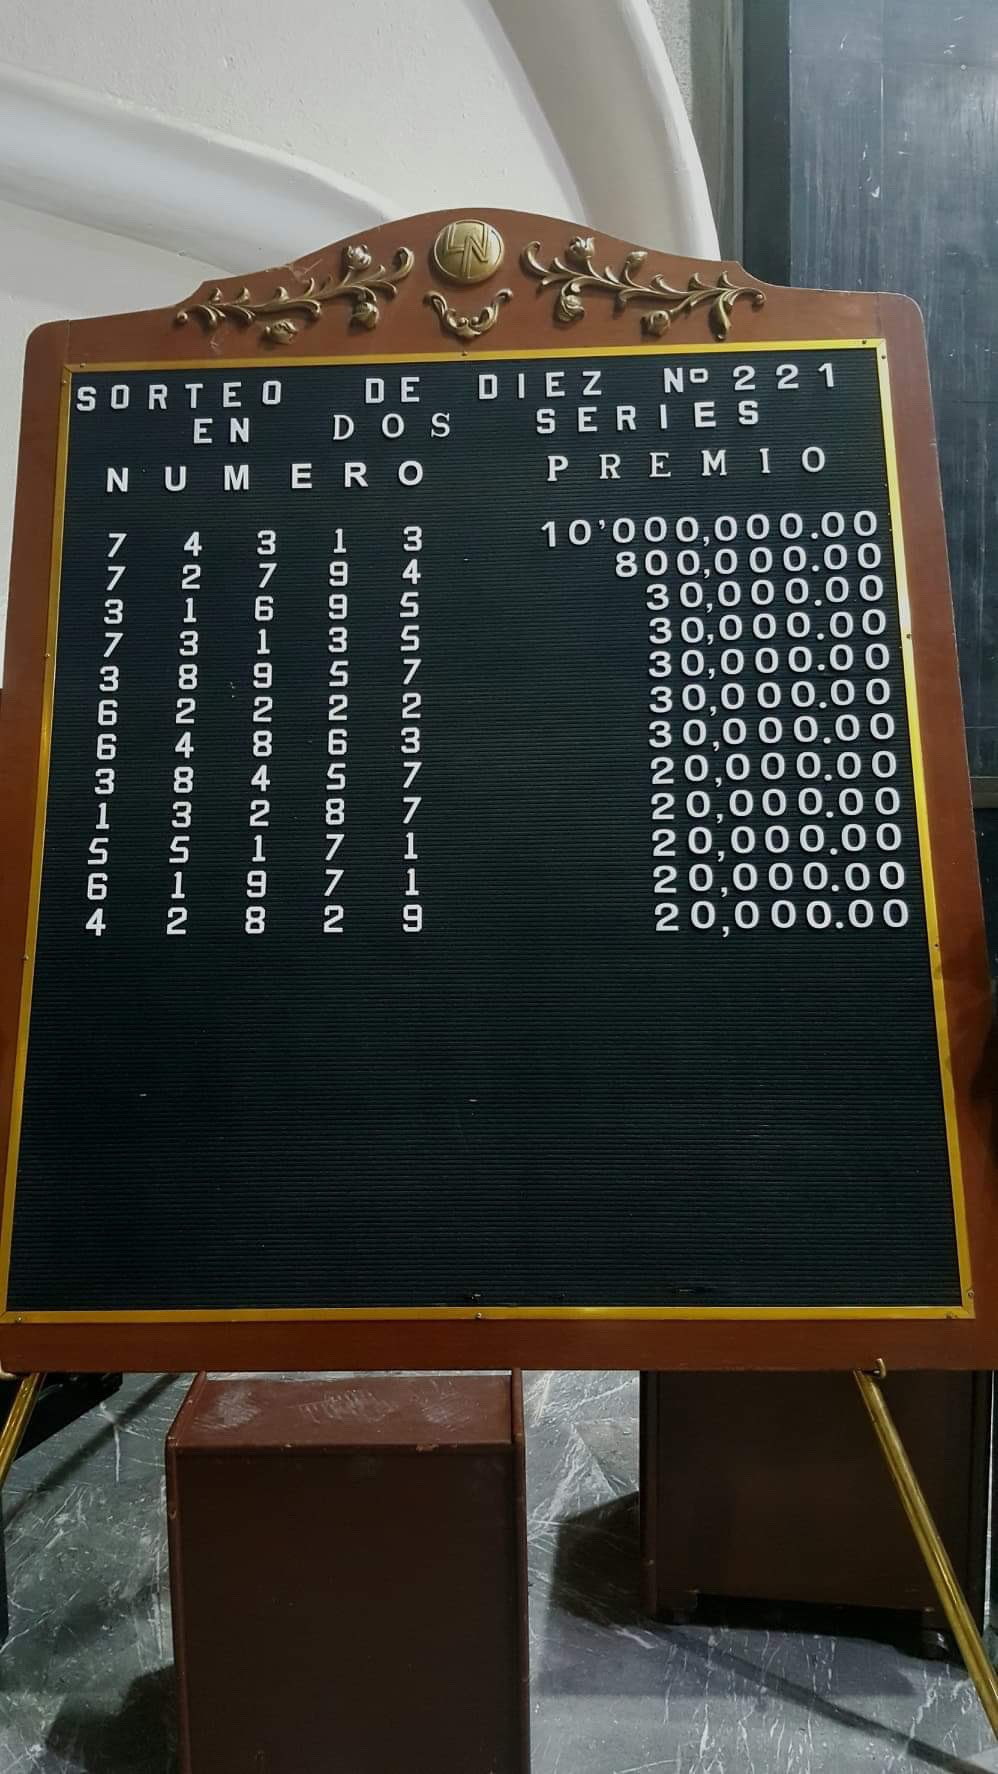 LN
SORTEO DE DIEZ Nº 221
EN DOS SERIES
NUMERO PREMIO
7 4 3 1 3 10'000,000.00
7 2 7 9 4 800,000.00
3 1 6 9 5 30,000.00
7 3 1 3 5 30,000.00
3 8 9 5 7 30,000.00
6 2 2 2 2 30,000.00
6 4 8 6 3 30,000.00
3 8 4 5 7 20,000.00
1 3 2 8 7 20,000.00
5 5 1 7 1 20,000.00
6 1 9 7 1 20,000.00
4 2 8 2 9 20,000.00